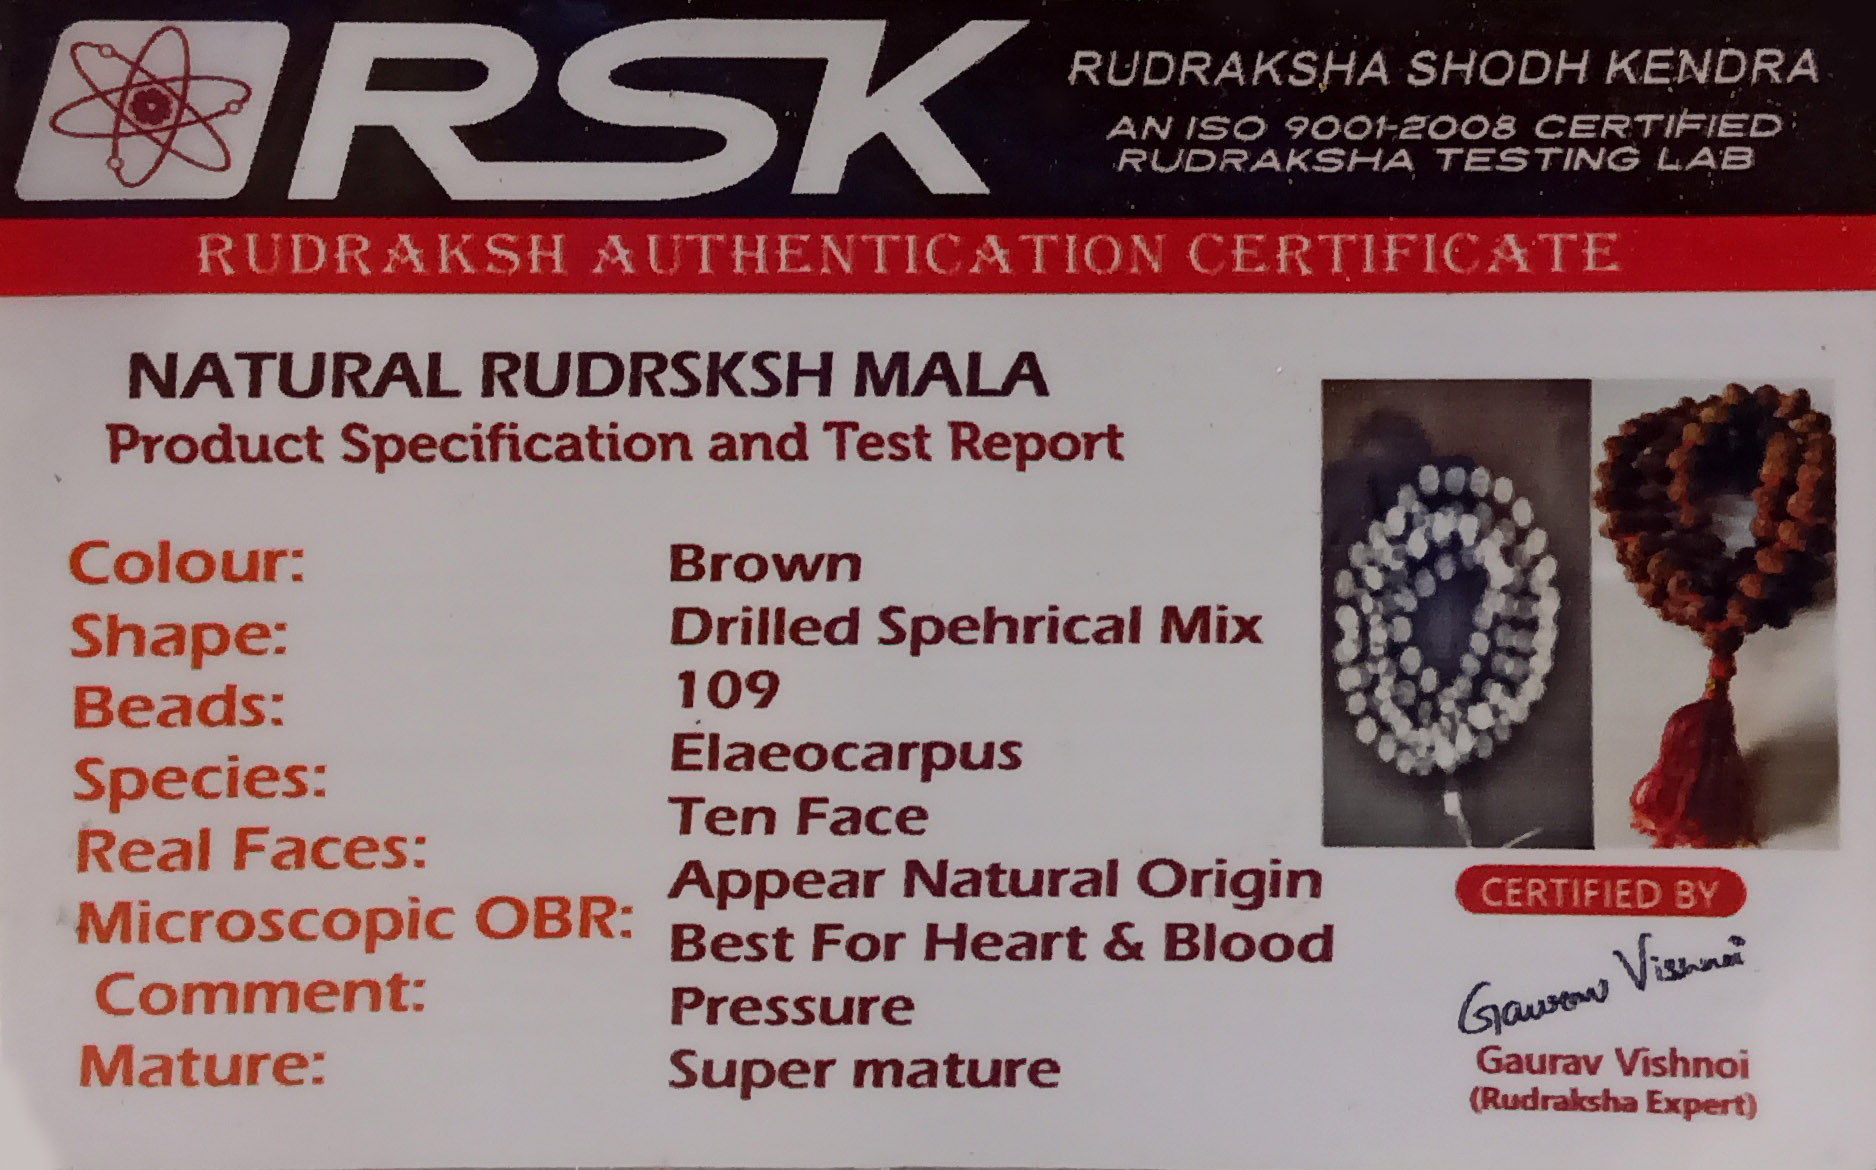 RSK
RUDRAKSHA SHODH KENDRA
AN ISO 9001-2008 CERTIFIED
RUDRAKSHA TESTING LAB
RUDRAKSH AUTHENTICATION CERTIFICATE
NATURAL RUDRSKSH MALA
Product Specification and Test Report
Colour: Brown
Shape: Drilled Spehrical Mix
Beads: 109
Species: Elaeocarpus
Real Faces: Ten Face
Microscopic OBR: Appear Natural Origin
Comment: Best For Heart & Blood
Pressure
Mature: Super mature
CERTIFIED BY
Gaurav Vishnoi
Gaurav Vishnoi
(Rudraksha Expert)